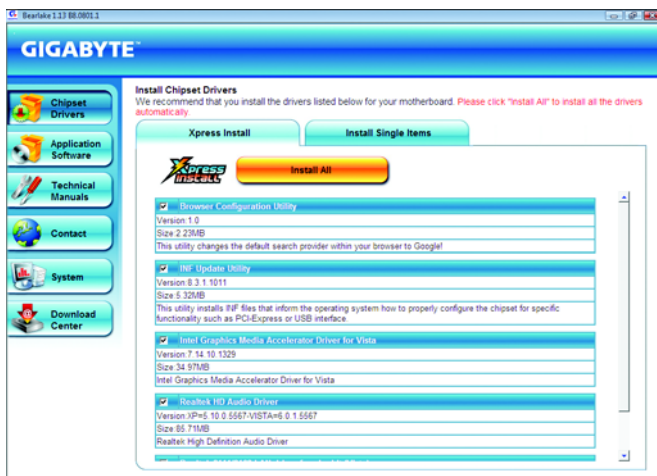 Bearlake 1.13 B8.0801.1
GIGABYTE™
Chipset
Drivers
Application
Software
Technical
Manuals
Contact
System
Download
Center
Install Chipset Drivers
We recommend that you install the drivers listed below for your motherboard. Please click "Install All" to install all the drivers
automatically.
Xpress Install
Install Single Items
Xpress
INSTALL
Install All
Browser Configuration Utility
Version:1.0
Size:2.23MB
This utility changes the default search provider within your browser to Google!
INF Update Utility
Version:8.3.1.1011
Size:5.32MB
This utility installs INF files that inform the operating system how to properly configure the chipset for specific
functionality such as PCI-Express or USB interface
Intel Graphics Media Accelerator Driver for Vista
Version:7.14.10.1329
Size:34.97MB
Intel Graphics Media Accelerator Driver for Vista
Realtek HD Audio Driver
Version:XP=5.10.0.5567-VISTA=6.0.1.5567
Size:85.71MB
Realtek High Definition Audio Driver